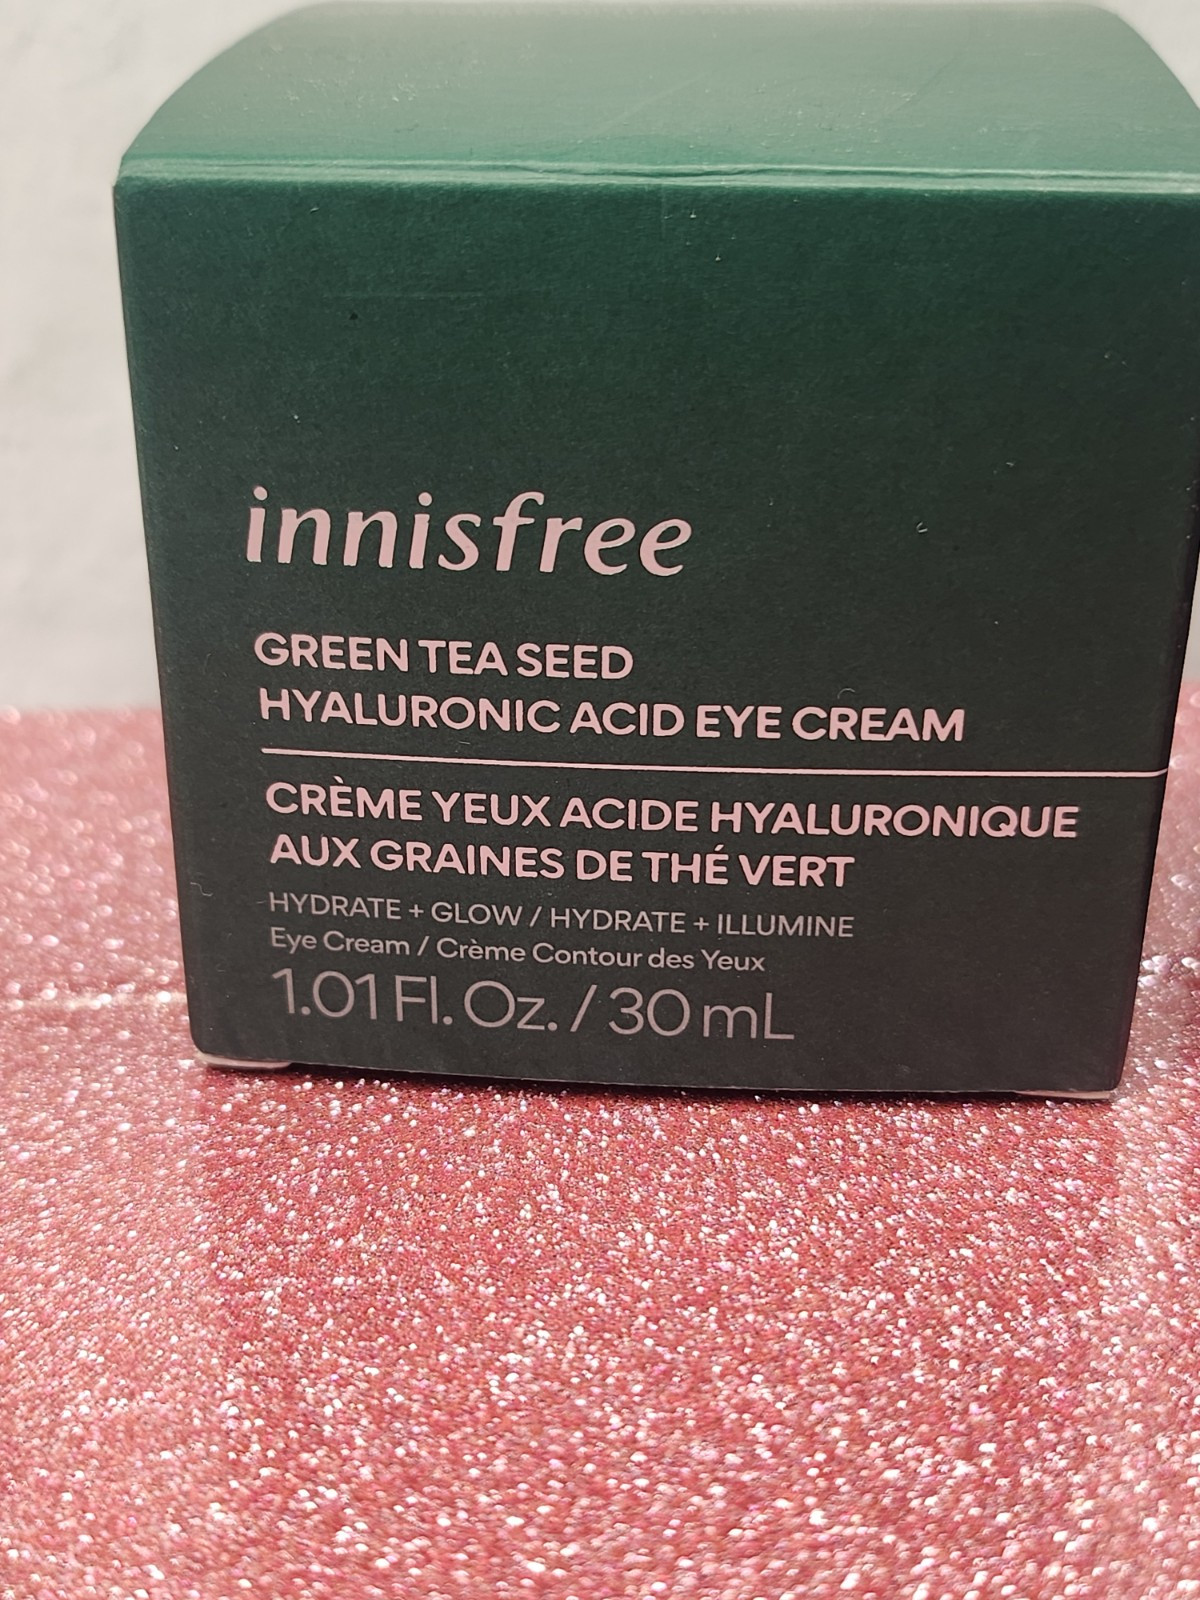 innisfree
GREEN TEA SEED
HYALURONIC ACID EYE CREAM
CRÈME YEUX ACIDE HYALURONIQUE
AUX GRAINES DE THÉ VERT
HYDRATE + GLOW / HYDRATE + ILLUMINE
Eye Cream / Crème Contour des Yeux
1.01 Fl. Oz. / 30 mL